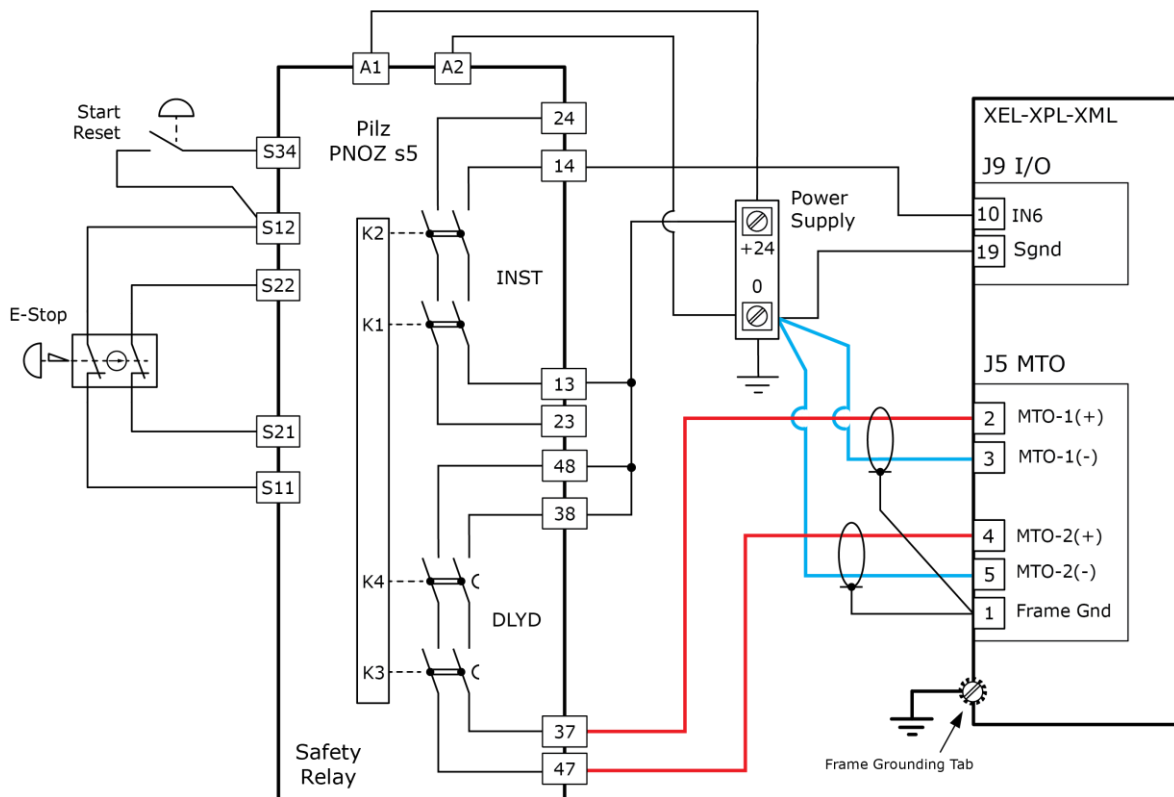 A1
A2
Start
Reset
Pilz
PNOZ s5
24
14
S34
S12
S22
E-Stop
S21
S11
K2
INST
K1
13
23
48
38
K4
DLYD
K3
37
47
Safety
Relay
Power
Supply
+24
0
XEL-XPL-XML
J9 I/O
10 IN6
19 Sgnd
J5 MTO
2 MTO-1(+)
3 MTO-1(-)
4 MTO-2(+)
5 MTO-2(-)
1 Frame Gnd
Frame Grounding Tab